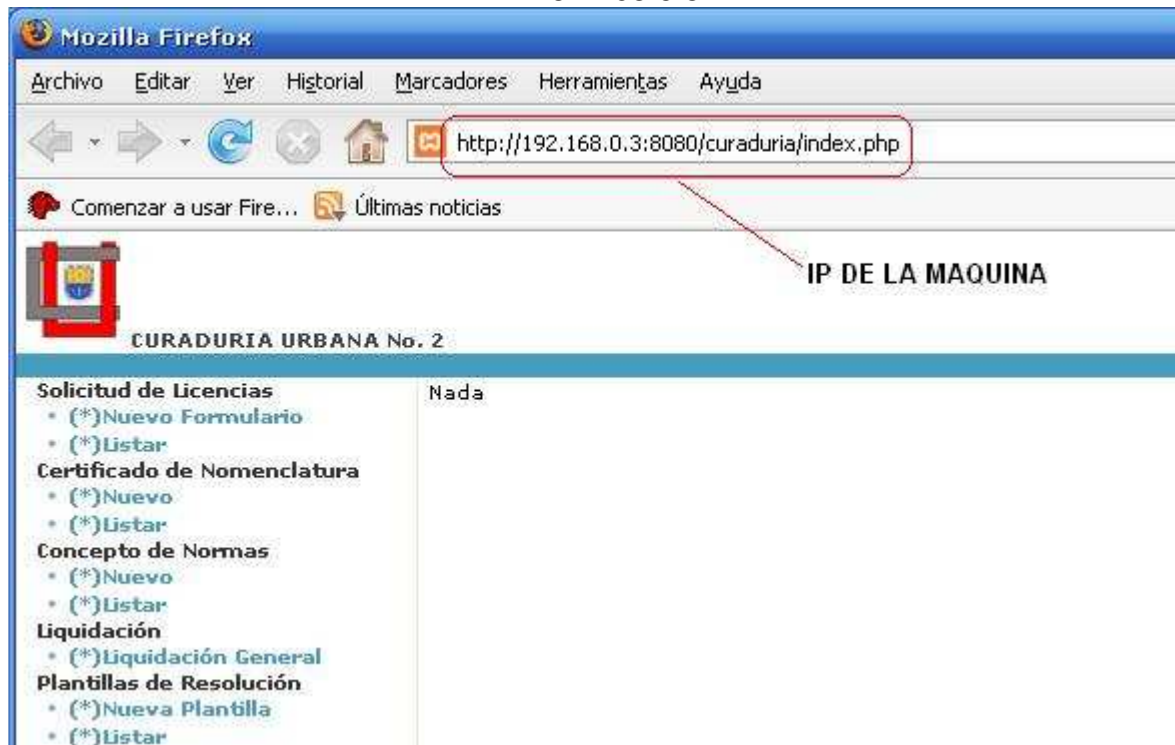 Mozilla Firefox
Archivo Editar Ver Historial Marcadores Herramientas Ayuda
http://192.168.0.3:8080/curaduria/index.php
Comenzar a usar Fire... Últimas noticias
IP DE LA MAQUINA
CURADURIA URBANA No. 2
Solicitud de Licencias
(*)Nuevo Formulario
(*)Listar
Certificado de Nomenclatura
(*)Nuevo
(*)Listar
Concepto de Normas
(*)Nuevo
(*)Listar
Liquidación
(*)Liquidación General
Plantillas de Resolución
(*)Nueva Plantilla
(*)Listar
Nada